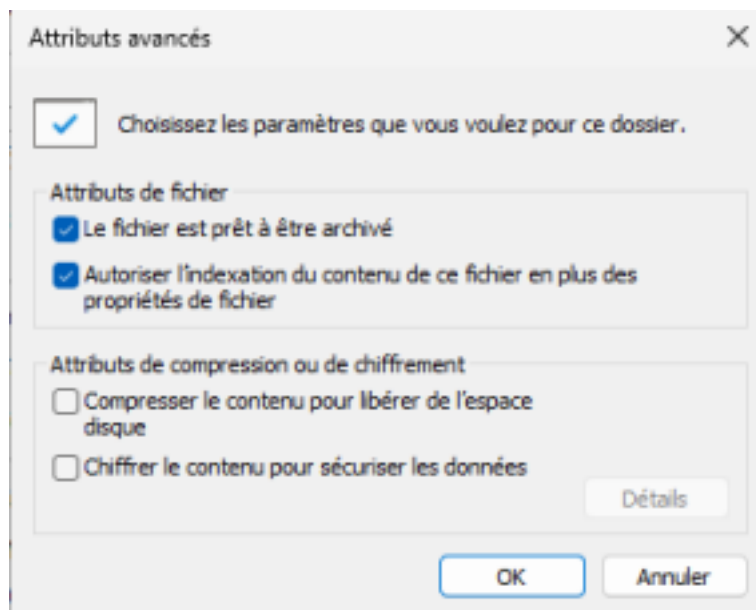 Attributs avancés
Choisissez les paramètres que vous voulez pour ce dossier.
Attributs de fichier
Le fichier est prêt à être archivé
Autoriser l'indexation du contenu de ce fichier en plus des
propriétés de fichier
Attributs de compression ou de chiffrement
Compresser le contenu pour libérer de l'espace
disque
Chiffrer le contenu pour sécuriser les données
Détails
OK
Annuler